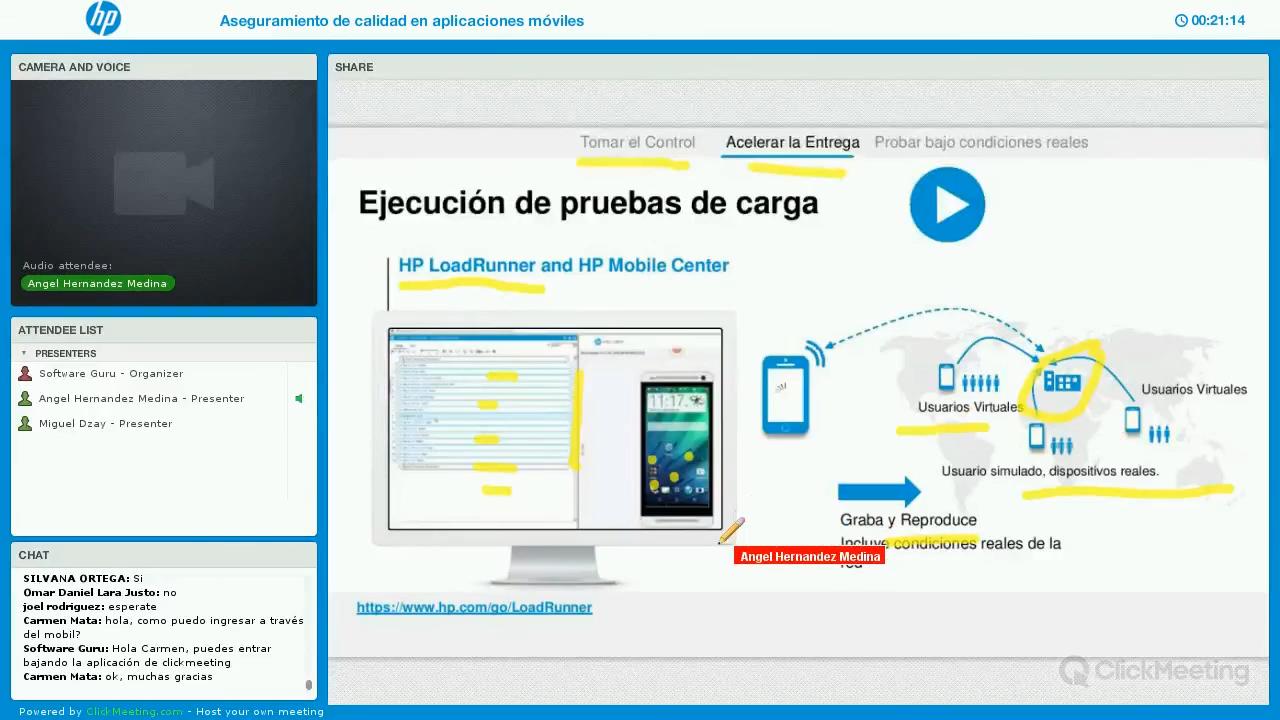 hp
Aseguramiento de calidad en aplicaciones móviles
00:21:14
CAMERA AND VOICE
Audio attendee:
Angel Hernandez Medina
ATTENDEE LIST
PRESENTERS
Software Guru - Organizer
Angel Hernandez Medina - Presenter
Miguel Dzay - Presenter
CHAT
SILVANA ORTEGA: Si
Omar Daniel Lara Justo: no
joel rodriguez: esperate
Carmen Mata: hola, como puedo ingresar a través
del mobil?
Software Guru: Hola Carmen, puedes entrar
bajando la aplicación de clickmeeting
Carmen Mata: ok, muchas gracias
Powered by ClickMeeting.com - Host your own meeting
SHARE
Tomar el Control Acelerar la Entrega Probar bajo condiciones reales
Ejecución de pruebas de carga
HP LoadRunner and HP Mobile Center
11:17
Usuarios Virtuales
Usuarios Virtuales
Usuario simulado, dispositivos reales.
Graba y Reproduce
Incluye condiciones reales de la
red
Angel Hernandez Medina
https://www.hp.com/go/LoadRunner
ClickMeeting